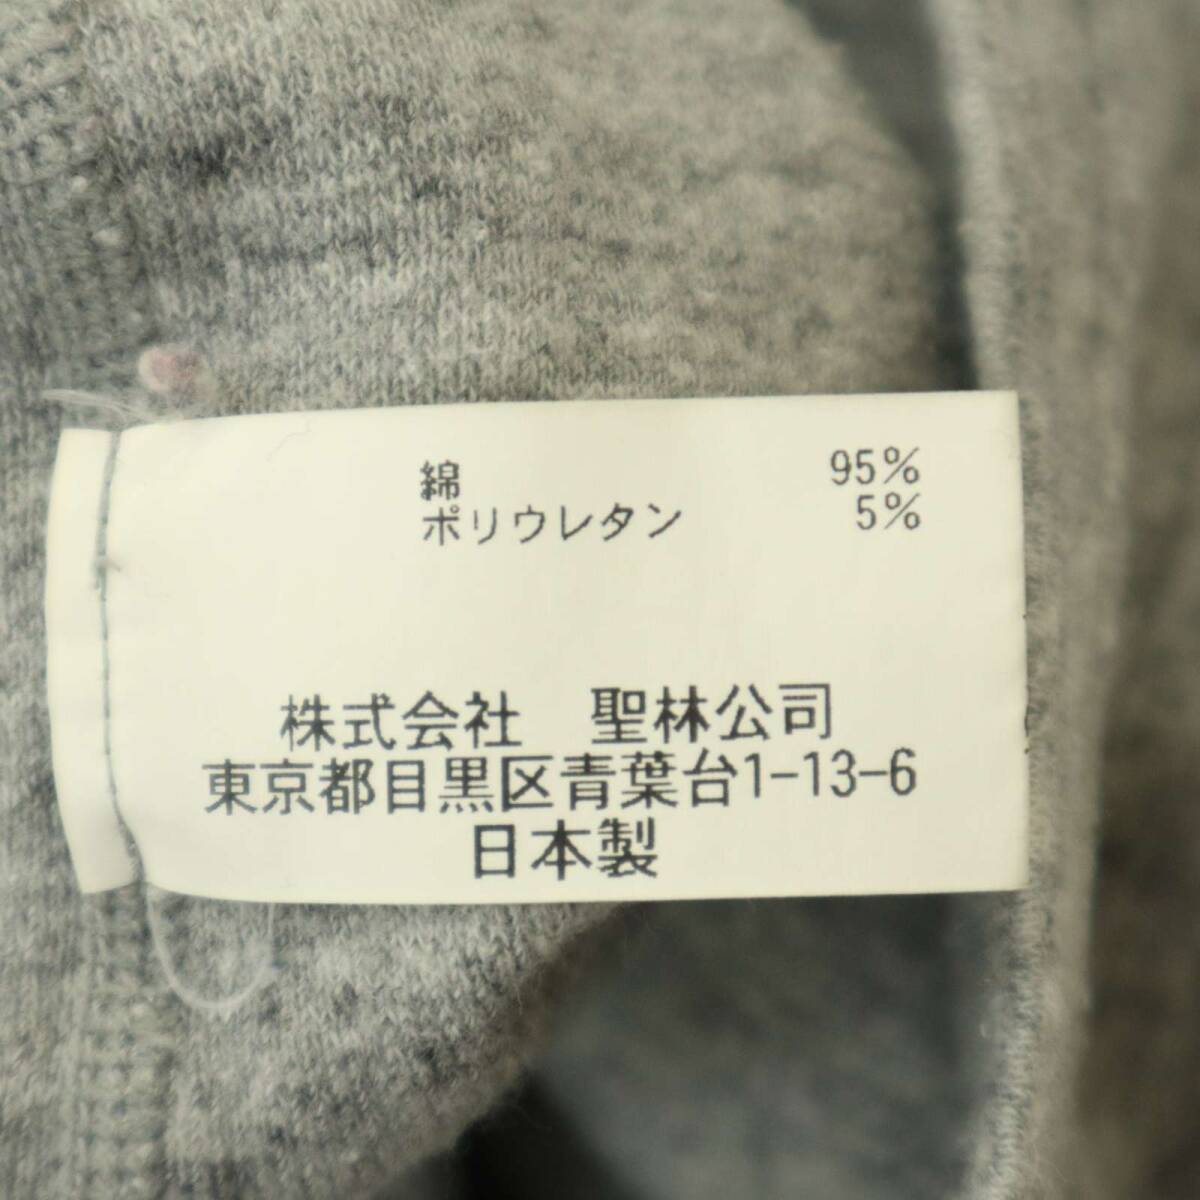 綿 95%
ポリウレタン 5%
株式会社　聖林公司
東京都目黒区青葉台1-13-6
日本製